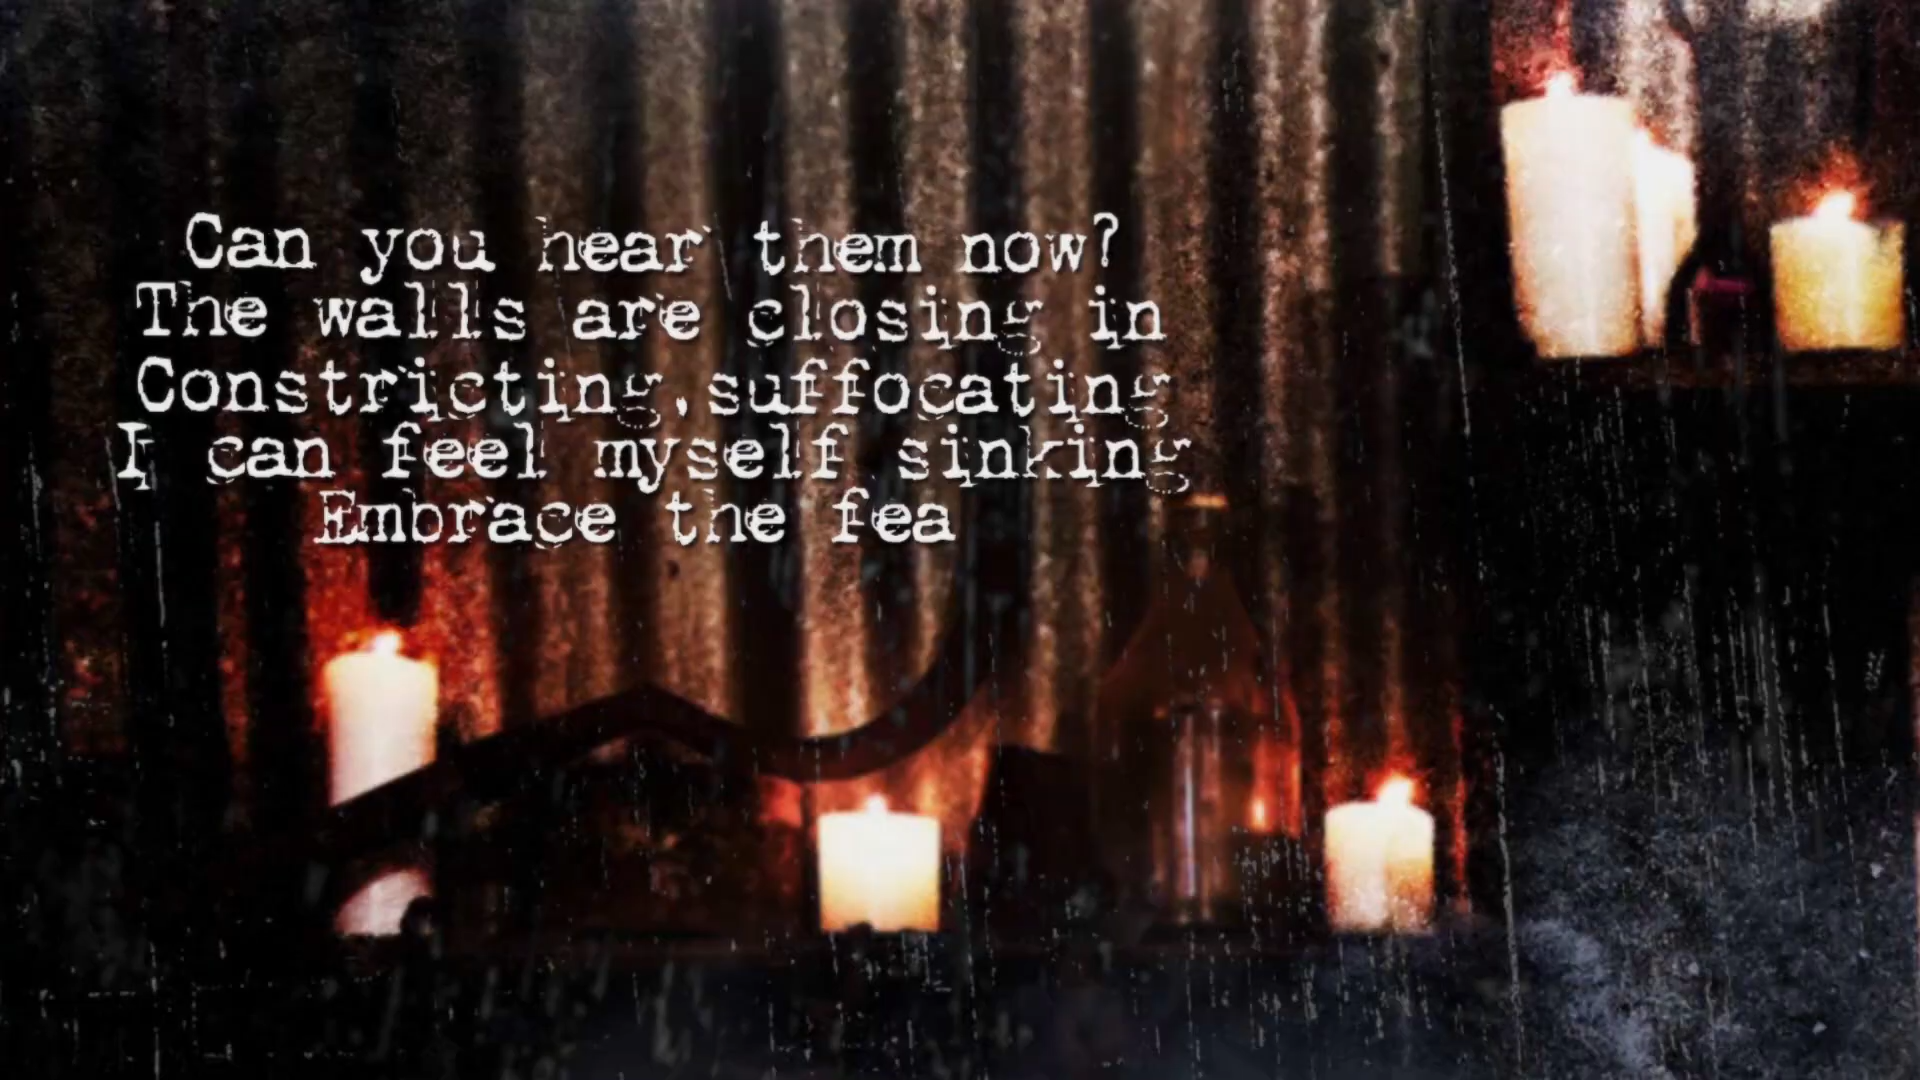 Can you hear them now?
The walls are closing in
Constricting,suffocating
I can feel myself sinking
Embrace the fea